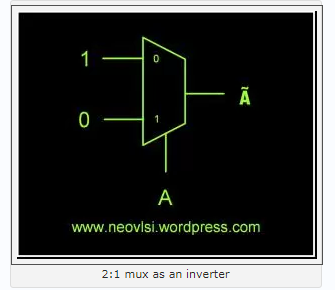 1 0
Ã
0 1
A
www.neovlsi.wordpress.com
2:1 mux as an inverter